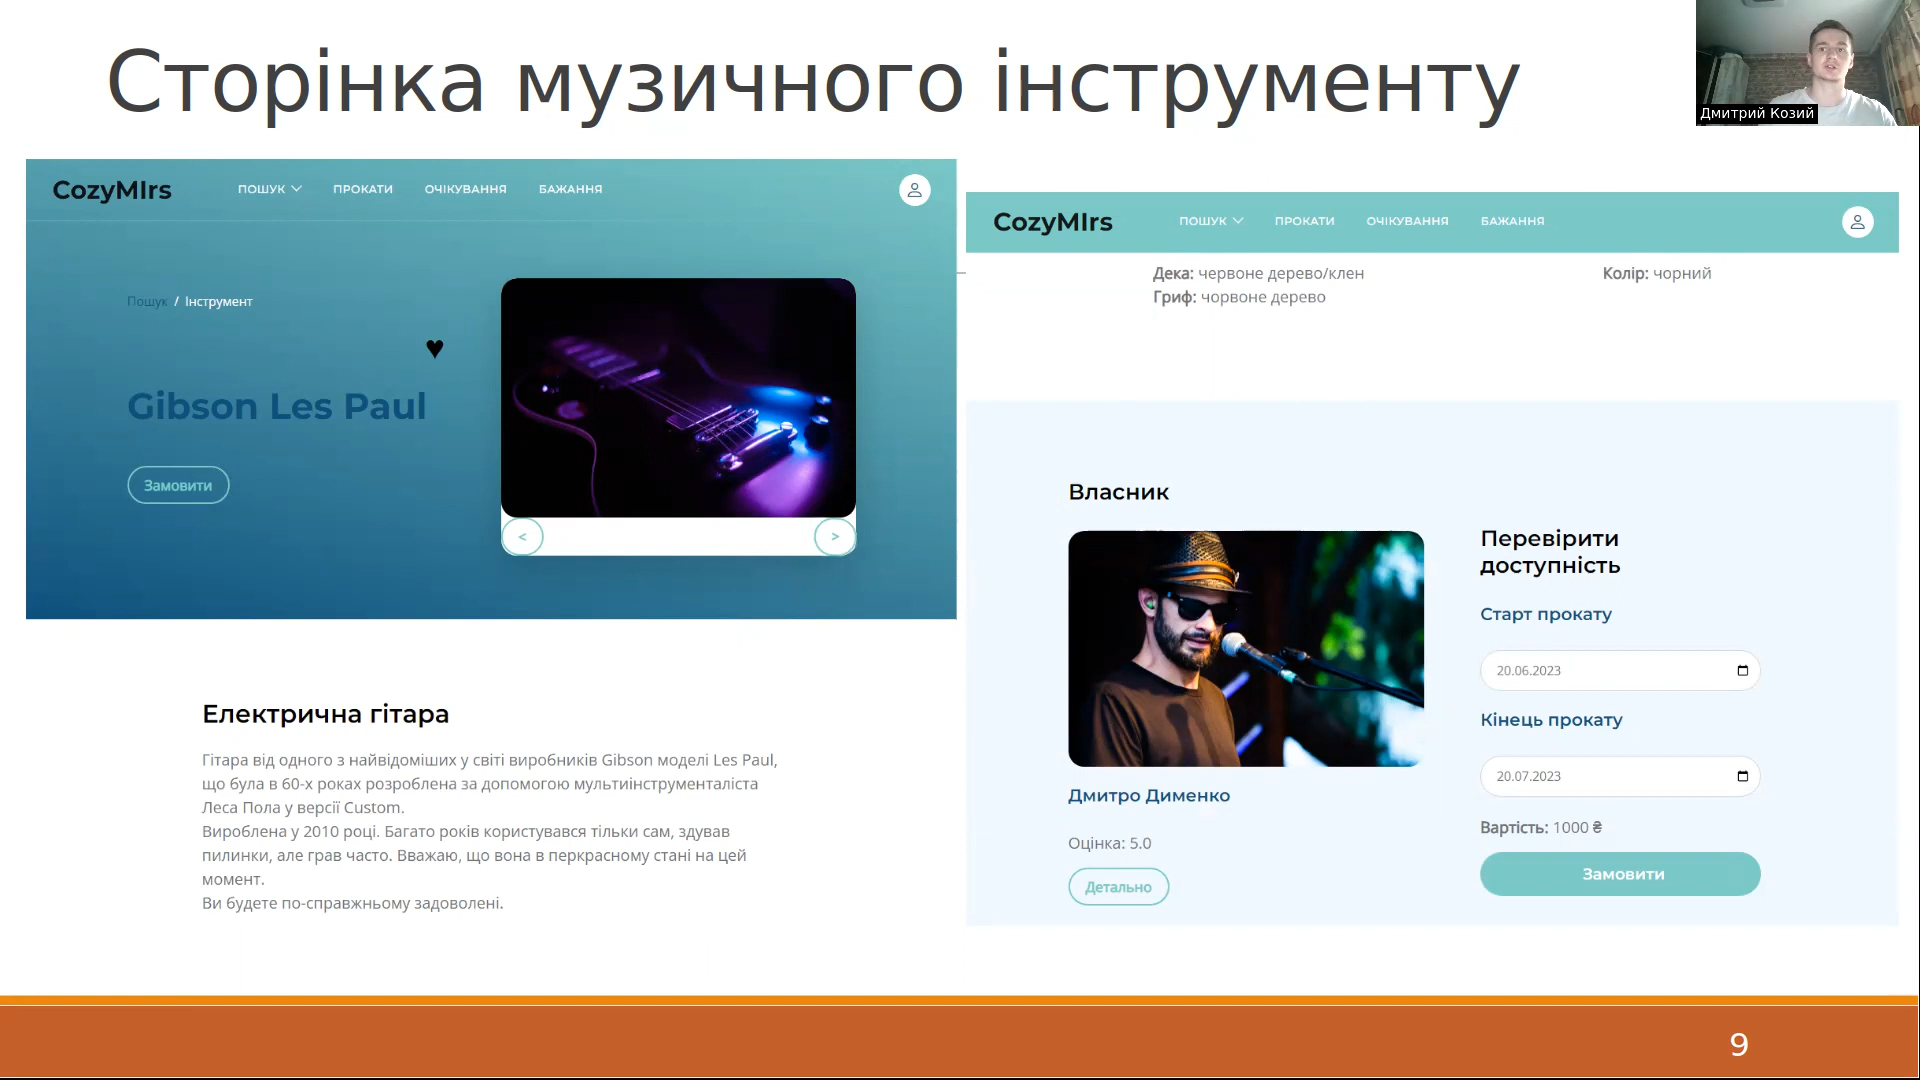 Сторінка музичного інструменту
Дмитрий Козий
CozyMIrs
ПОШУК
ПРОКАТИ
ОЧІКУВАННЯ
БАЖАННЯ
Пошук / Інструмент
Gibson Les Paul
Замовити
<
>
Електрична гітара
Гітара від одного з найвідоміших у світі виробників Gibson моделі Les Paul,
що була в 60-х роках розроблена за допомогою мультиінструменталіста
Леса Пола у версії Custom.
Вироблена у 2010 році. Багато років користувався тільки сам, здував
пилинки, але грав часто. Вважаю, що вона в перкрасному стані на цей
момент.
Ви будете по-справжньому задоволені.
CozyMIrs
ПОШУК
ПРОКАТИ
ОЧІКУВАННЯ
БАЖАННЯ
Дека: червоне дерево/клен
Гриф: чорвоне дерево
Колір: чорний
Власник
Дмитро Дименко
Оцінка: 5.0
Детально
Перевірити
доступність
Старт прокату
20.06.2023
Кінець прокату
20.07.2023
Вартість: 1000 ₴
Замовити
9